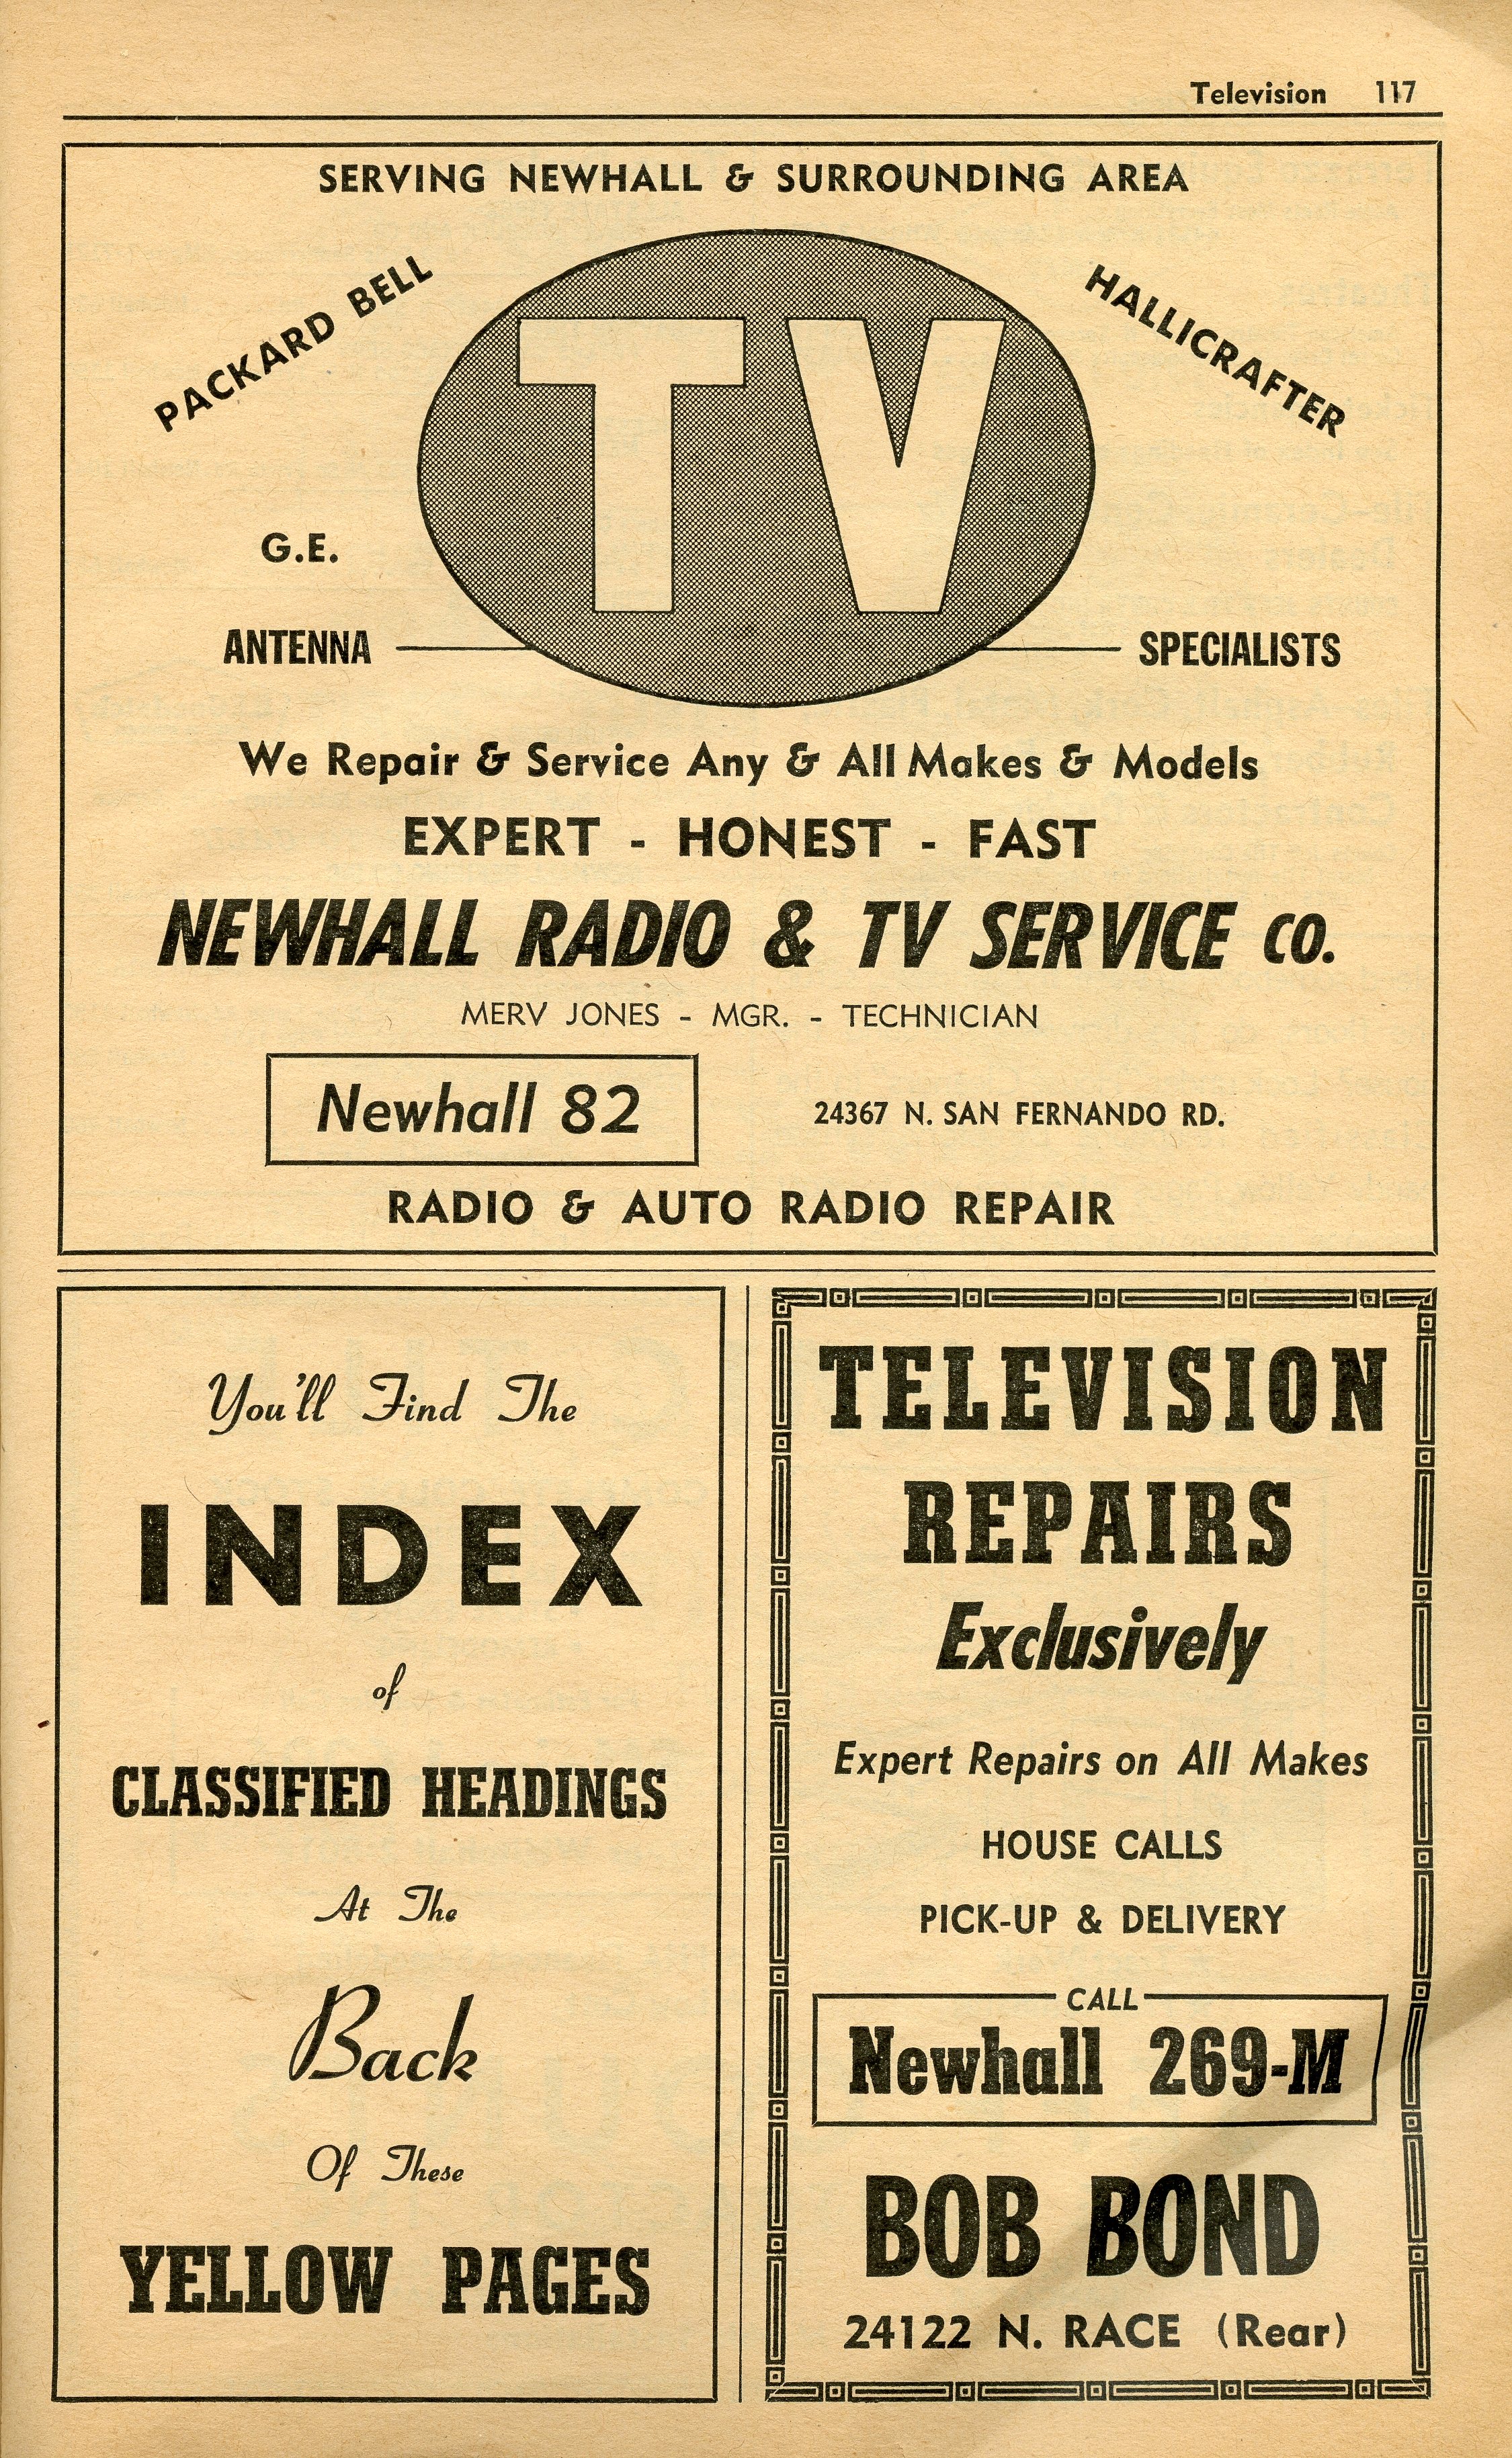 Television 117
SERVING NEWHALL & SURROUNDING AREA
PACKARD BELL
HALLICRAFTER
TV
G.E.
ANTENNA
SPECIALISTS
We Repair & Service Any & All Makes & Models
EXPERT - HONEST - FAST
NEWHALL RADIO & TV SERVICE CO.
MERV JONES - MGR. - TECHNICIAN
Newhall 82
24367 N. SAN FERNANDO RD.
RADIO & AUTO RADIO REPAIR
You'll Find The
INDEX
of
CLASSIFIED HEADINGS
At The
Back
Of These
YELLOW PAGES
TELEVISION
REPAIRS
Exclusively
Expert Repairs on All Makes
HOUSE CALLS
PICK-UP & DELIVERY
CALL
Newhall 269-M
BOB BOND
24122 N. RACE (Rear)